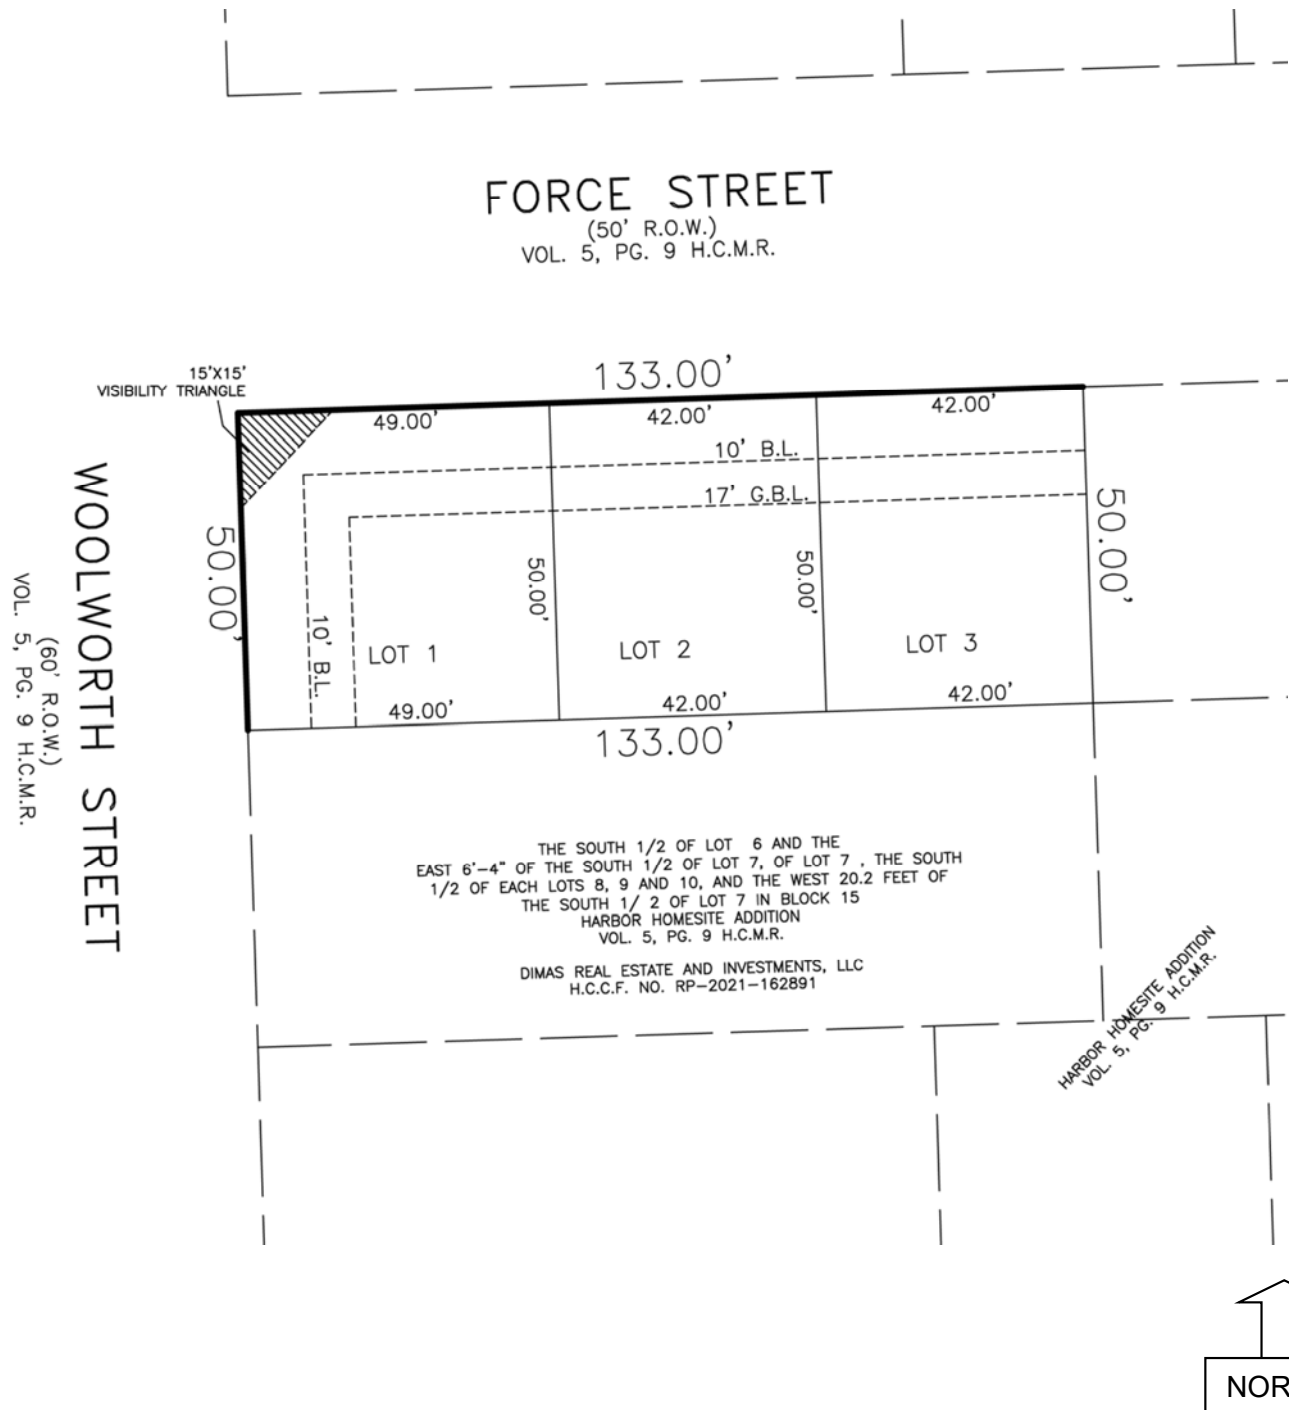 FORCE STREET
(50' R.O.W.)
VOL. 5, PG. 9 H.C.M.R.
15'X15'
VISIBILITY TRIANGLE
133.00'
49.00'
42.00'
42.00'
10' B.L.
17' G.B.L.
WOOLWORTH STREET
(60' R.O.W.)
VOL. 5, PG. 9 H.C.M.R.
50.00'
10' B.L.
50.00'
50.00'
50.00'
LOT 1
LOT 2
LOT 3
49.00'
42.00'
42.00'
133.00'
THE SOUTH 1/2 OF LOT 6 AND THE
EAST 6'-4" OF THE SOUTH 1/2 OF LOT 7, OF LOT 7 , THE SOUTH
1/2 OF EACH LOTS 8, 9 AND 10, AND THE WEST 20.2 FEET OF
THE SOUTH 1/ 2 OF LOT 7 IN BLOCK 15
HARBOR HOMESITE ADDITION
VOL. 5, PG. 9 H.C.M.R.
DIMAS REAL ESTATE AND INVESTMENTS, LLC
H.C.C.F. NO. RP-2021-162891
HARBOR HOMESITE ADDITION
VOL. 5, PG. 9 H.C.M.R.
NOR